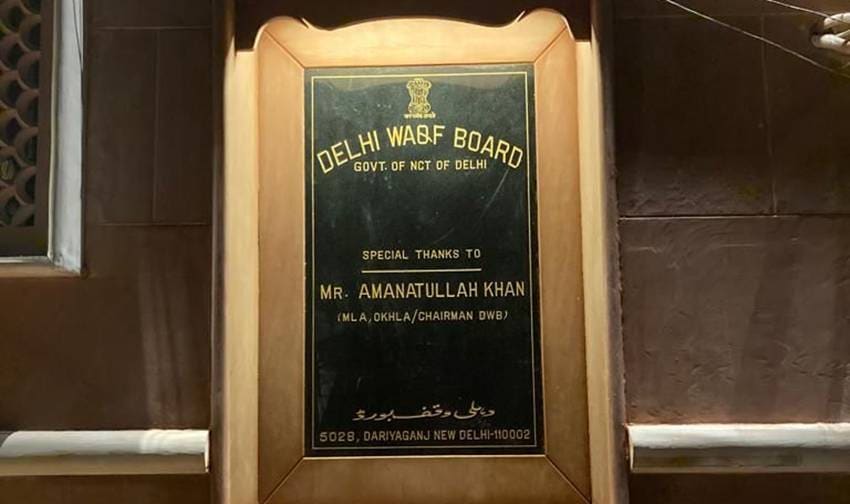 DELHI WAQF BOARD
GOVT. OF NCT OF DELHI
SPECIAL THANKS TO
MR. AMANATULLAH KHAN
(MLA, OKHLA/CHAIRMAN DWB)
دہلی وقف بورڈ
5028, DARIYAGANJ NEW DELHI-110002